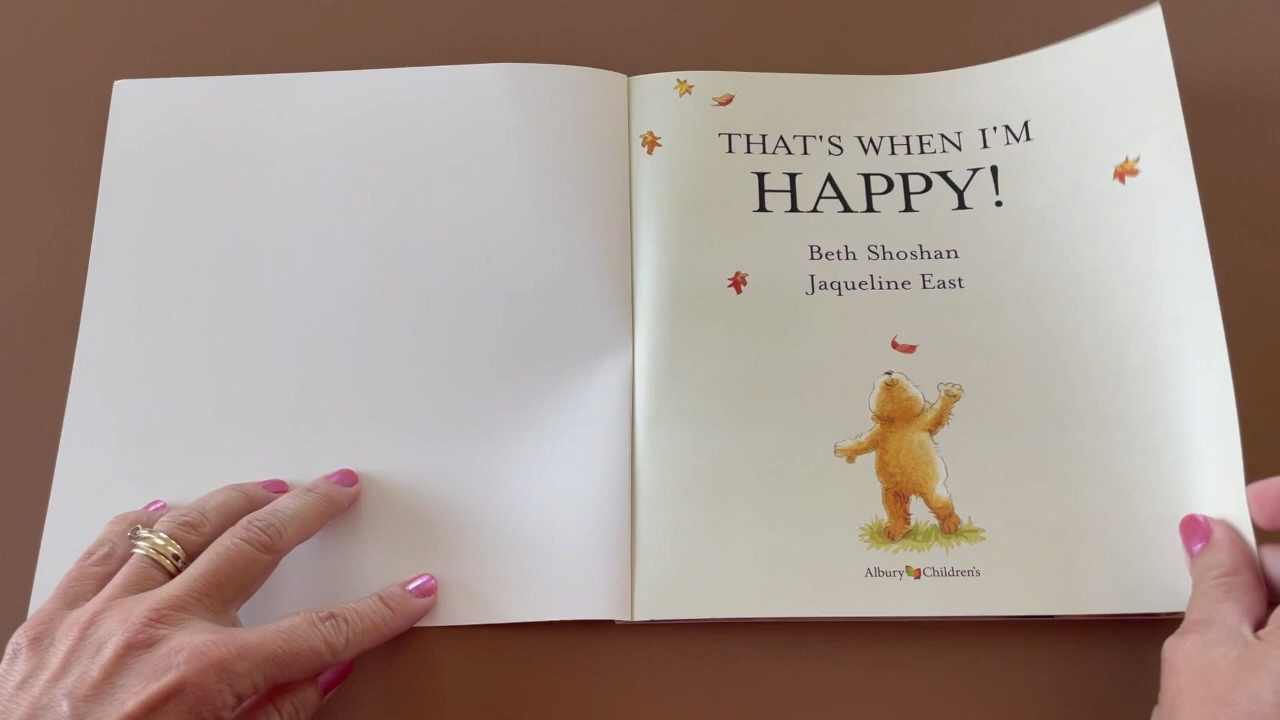 THAT'S WHEN I'M
HAPPY!
Beth Shoshan
Jaqueline East
Albury Children's